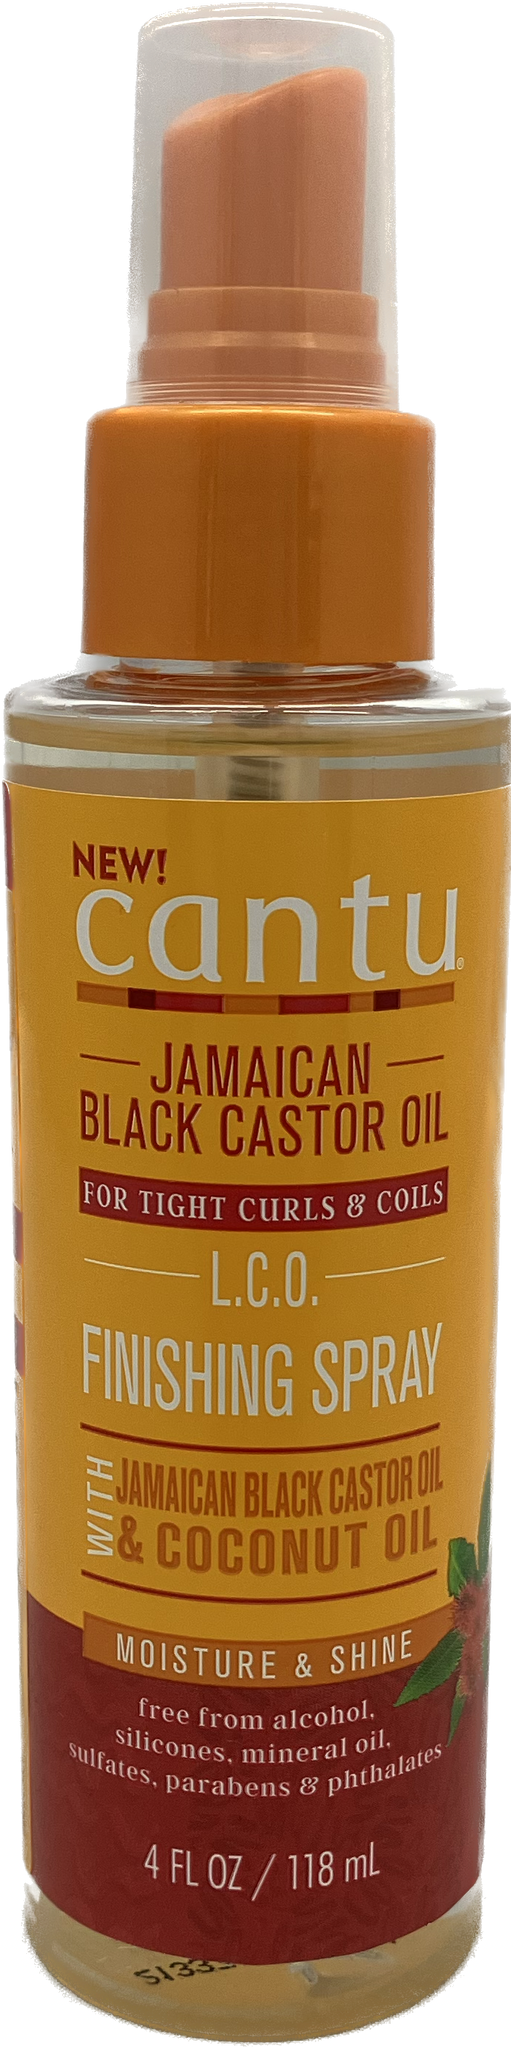 NEW!
cantu®
JAMAICAN
BLACK CASTOR OIL
FOR TIGHT CURLS & COILS
L.C.O.
FINISHING SPRAY
WITH
JAMAICAN BLACK CASTOR OIL
& COCONUT OIL
MOISTURE & SHINE
free from alcohol,
silicones, mineral oil,
sulfates, parabens & phthalates
4 FL OZ / 118 mL